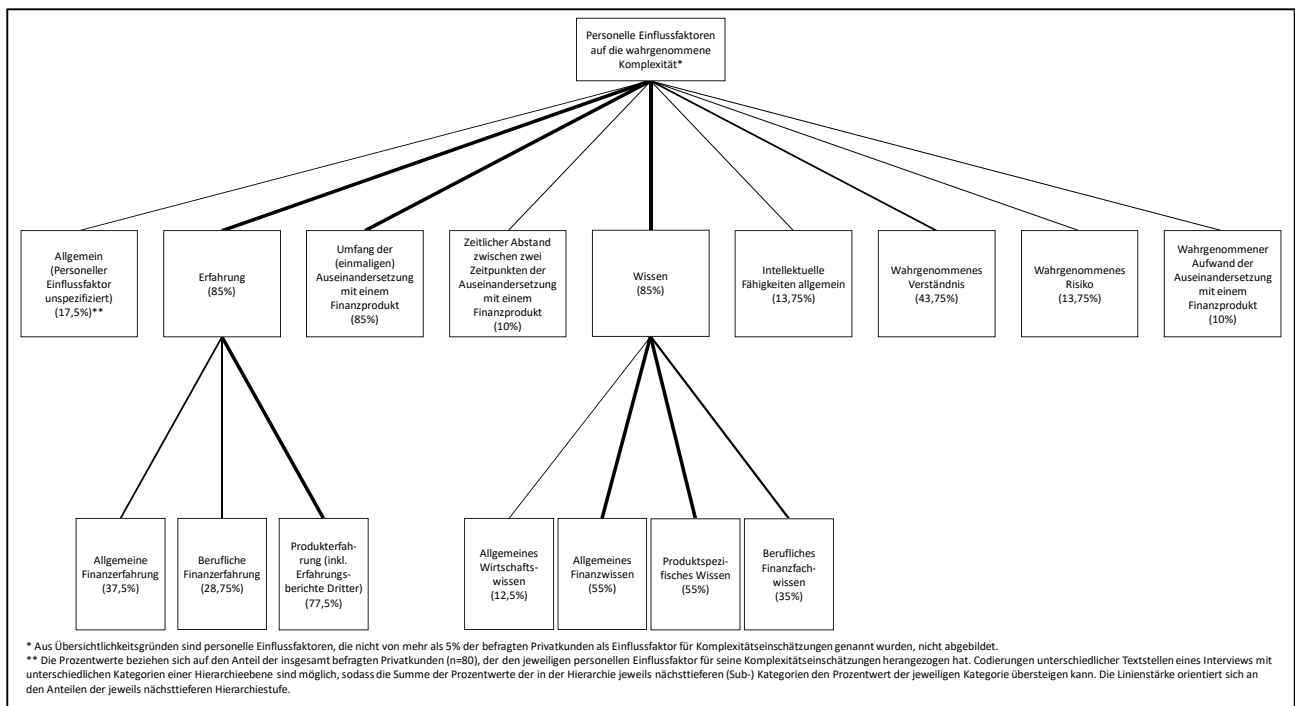 Personelle Einflussfaktoren
auf die wahrgenommene
Komplexität*
Allgemein
(Personeller
Einflussfaktor
unspezifiziert)
(17,5%)**
Erfahrung
(85%)
Umfang der
(einmaligen)
Auseinandersetzung
mit einem
Finanzprodukt
(85%)
Zeitlicher Abstand
zwischen zwei
Zeitpunkten der
Auseinandersetzung
mit einem
Finanzprodukt
(10%)
Wissen
(85%)
Intellektuelle
Fähigkeiten allgemein
(13,75%)
Wahrgenommenes
Verständnis
(43,75%)
Wahrgenommenes
Risiko
(13,75%)
Wahrgenommener
Aufwand der
Auseinandersetzung
mit einem
Finanzprodukt
(10%)
Allgemeine
Finanzerfahrung
(37,5%)
Berufliche
Finanzerfahrung
(28,75%)
Produkterfah-
rung (inkl.
Erfahrungs-
berichte Dritter)
(77,5%)
Allgemeines
Wirtschafts-
wissen
(12,5%)
Allgemeines
Finanzwissen
(55%)
Produktspezi-
fisches Wissen
(55%)
Berufliches
Finanzfach-
wissen
(35%)
* Aus Übersichtlichkeitsgründen sind personelle Einflussfaktoren, die nicht von mehr als 5% der befragten Privatkunden als Einflussfaktor für Komplexitätseinschätzungen genannt wurden, nicht abgebildet.
** Die Prozentwerte beziehen sich auf den Anteil der insgesamt befragten Privatkunden (n=80), der den jeweiligen personellen Einflussfaktor für seine Komplexitätseinschätzungen herangezogen hat. Codierungen unterschiedlicher Textstellen eines Interviews mit
unterschiedlichen Kategorien einer Hierarchieebene sind möglich, sodass die Summe der Prozentwerte der in der Hierarchie jeweils nächsttieferen (Sub-) Kategorien den Prozentwert der jeweiligen Kategorie übersteigen kann. Die Linienstärke orientiert sich an
den Anteilen der jeweils nächsttieferen Hierarchiestufe.